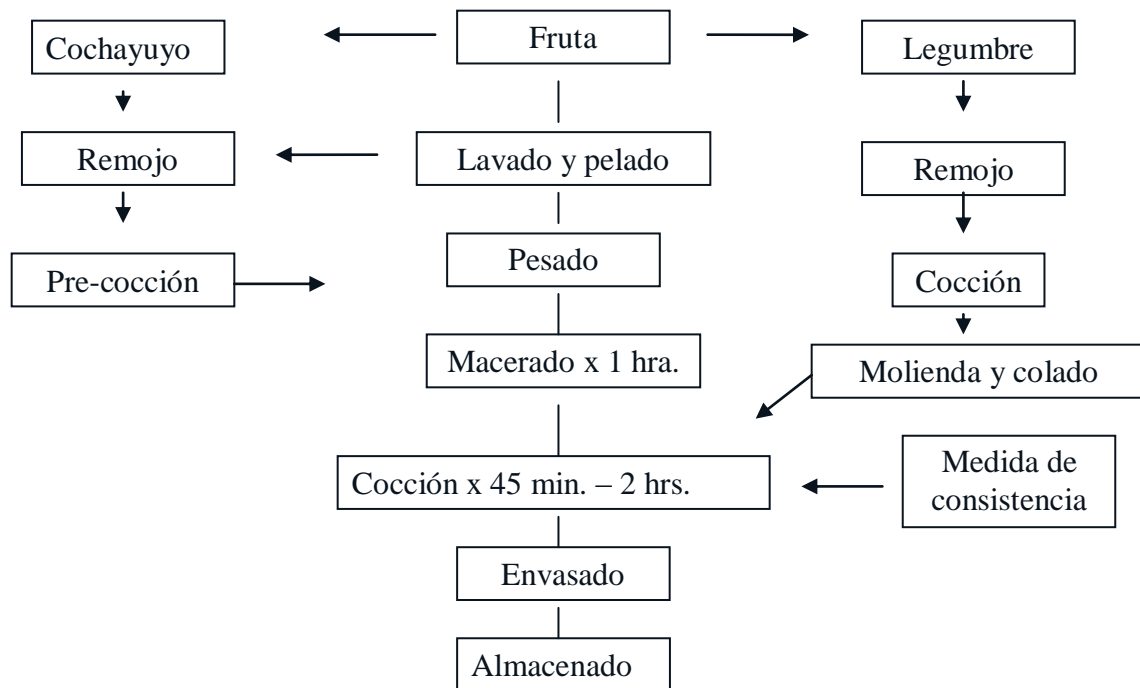 Cochayuyo
Fruta
Legumbre
Remojo
Lavado y pelado
Remojo
Pre-cocción
Pesado
Cocción
Macerado x 1 hra.
Molienda y colado
Cocción x 45 min. – 2 hrs.
Medida de
consistencia
Envasado
Almacenado